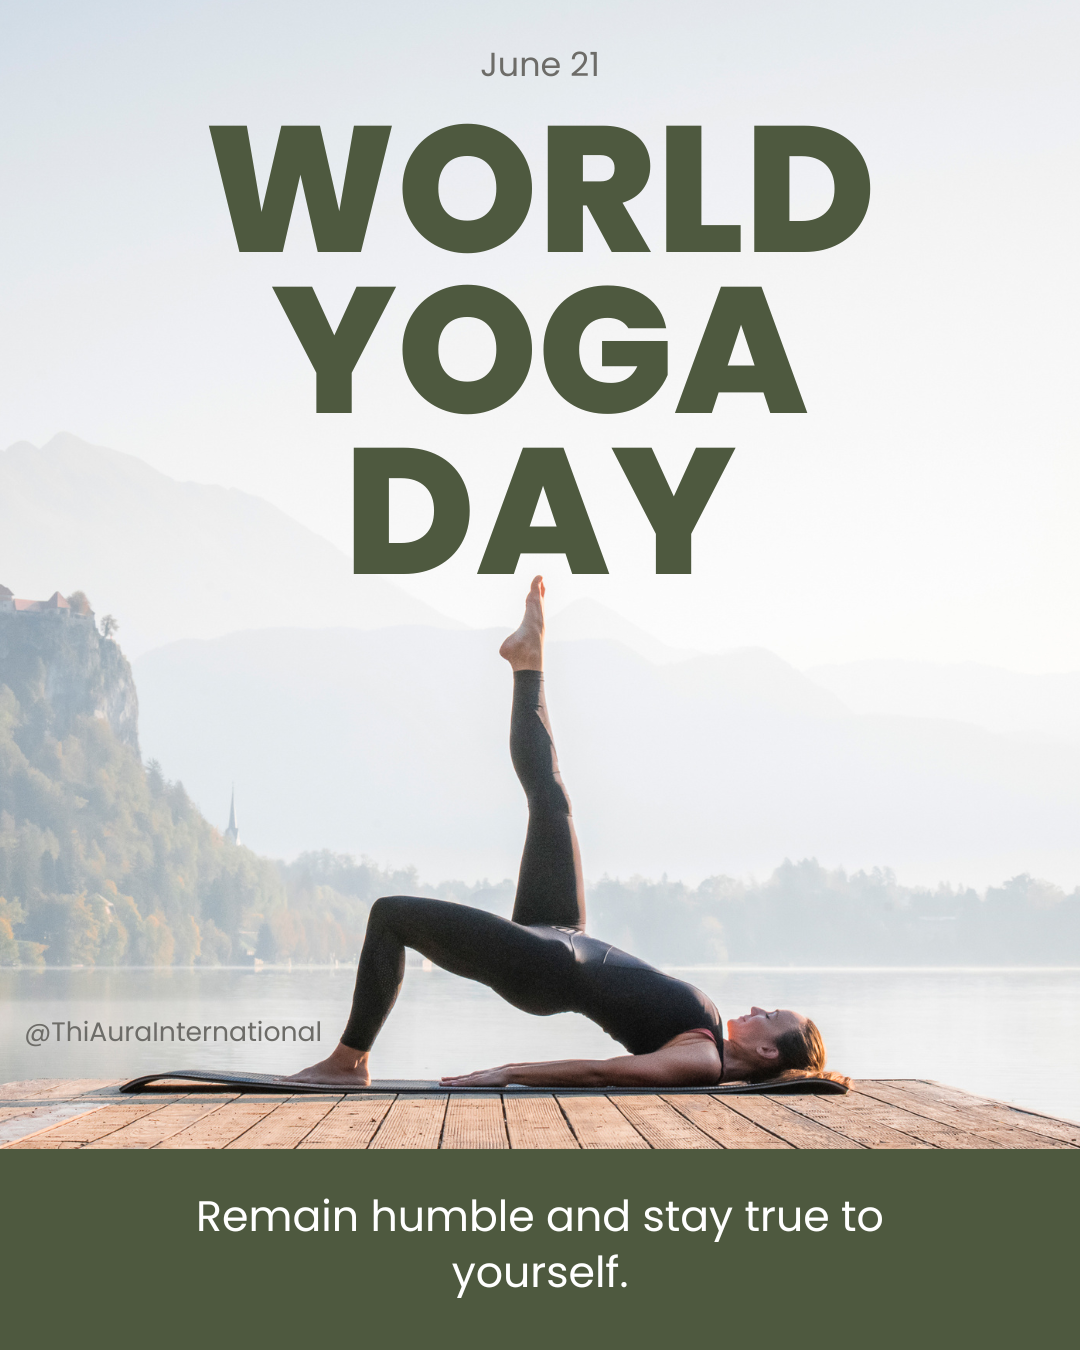 June 21
WORLD
YOGA
DAY
@ThiAuraInternational
Remain humble and stay true to
yourself.